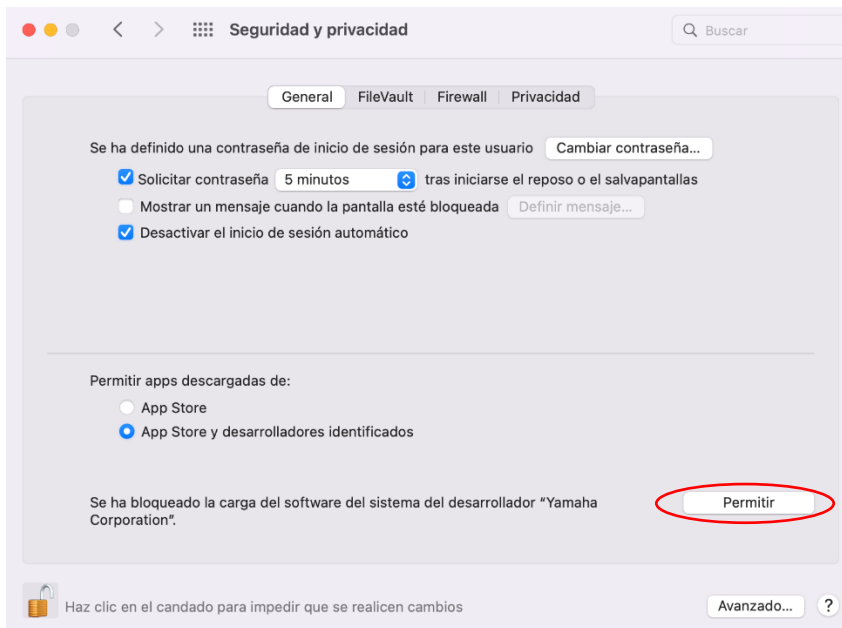 Seguridad y privacidad
Buscar
General FileVault Firewall Privacidad
Se ha definido una contraseña de inicio de sesión para este usuario Cambiar contraseña...
Solicitar contraseña 5 minutos tras iniciarse el reposo o el salvapantallas
Mostrar un mensaje cuando la pantalla esté bloqueada Definir mensaje...
Desactivar el inicio de sesión automático
Permitir apps descargadas de:
App Store
App Store y desarrolladores identificados
Se ha bloqueado la carga del software del sistema del desarrollador “Yamaha
Corporation”.
Permitir
Haz clic en el candado para impedir que se realicen cambios
Avanzado... ?